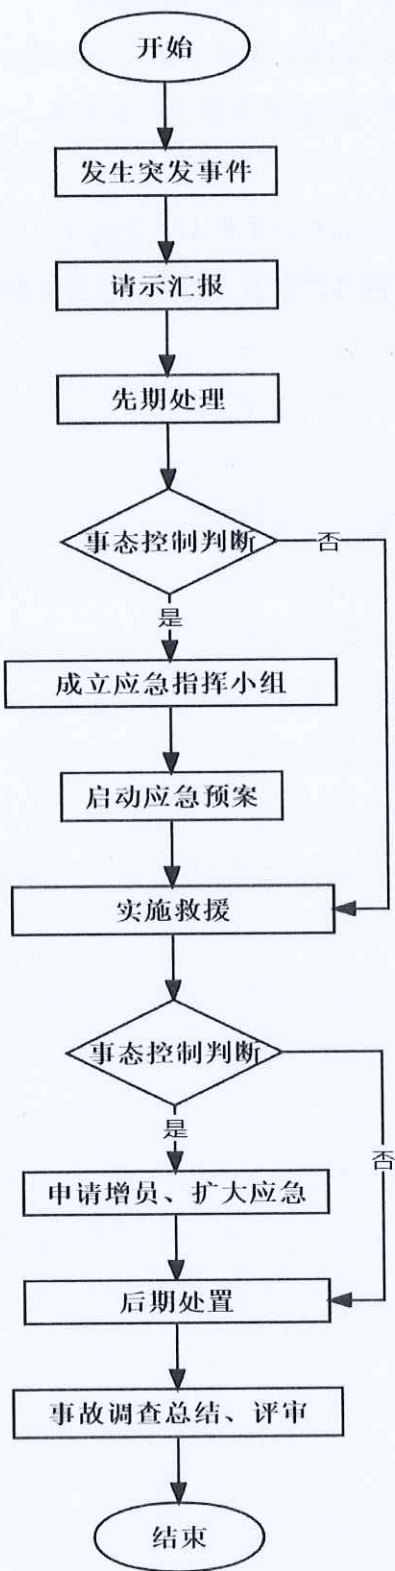 开始
发生突发事件
请示汇报
先期处理
事态控制判断
否
是
成立应急指挥小组
启动应急预案
实施救援
事态控制判断
是
否
申请增员、扩大应急
后期处置
事故调查总结、评审
结束